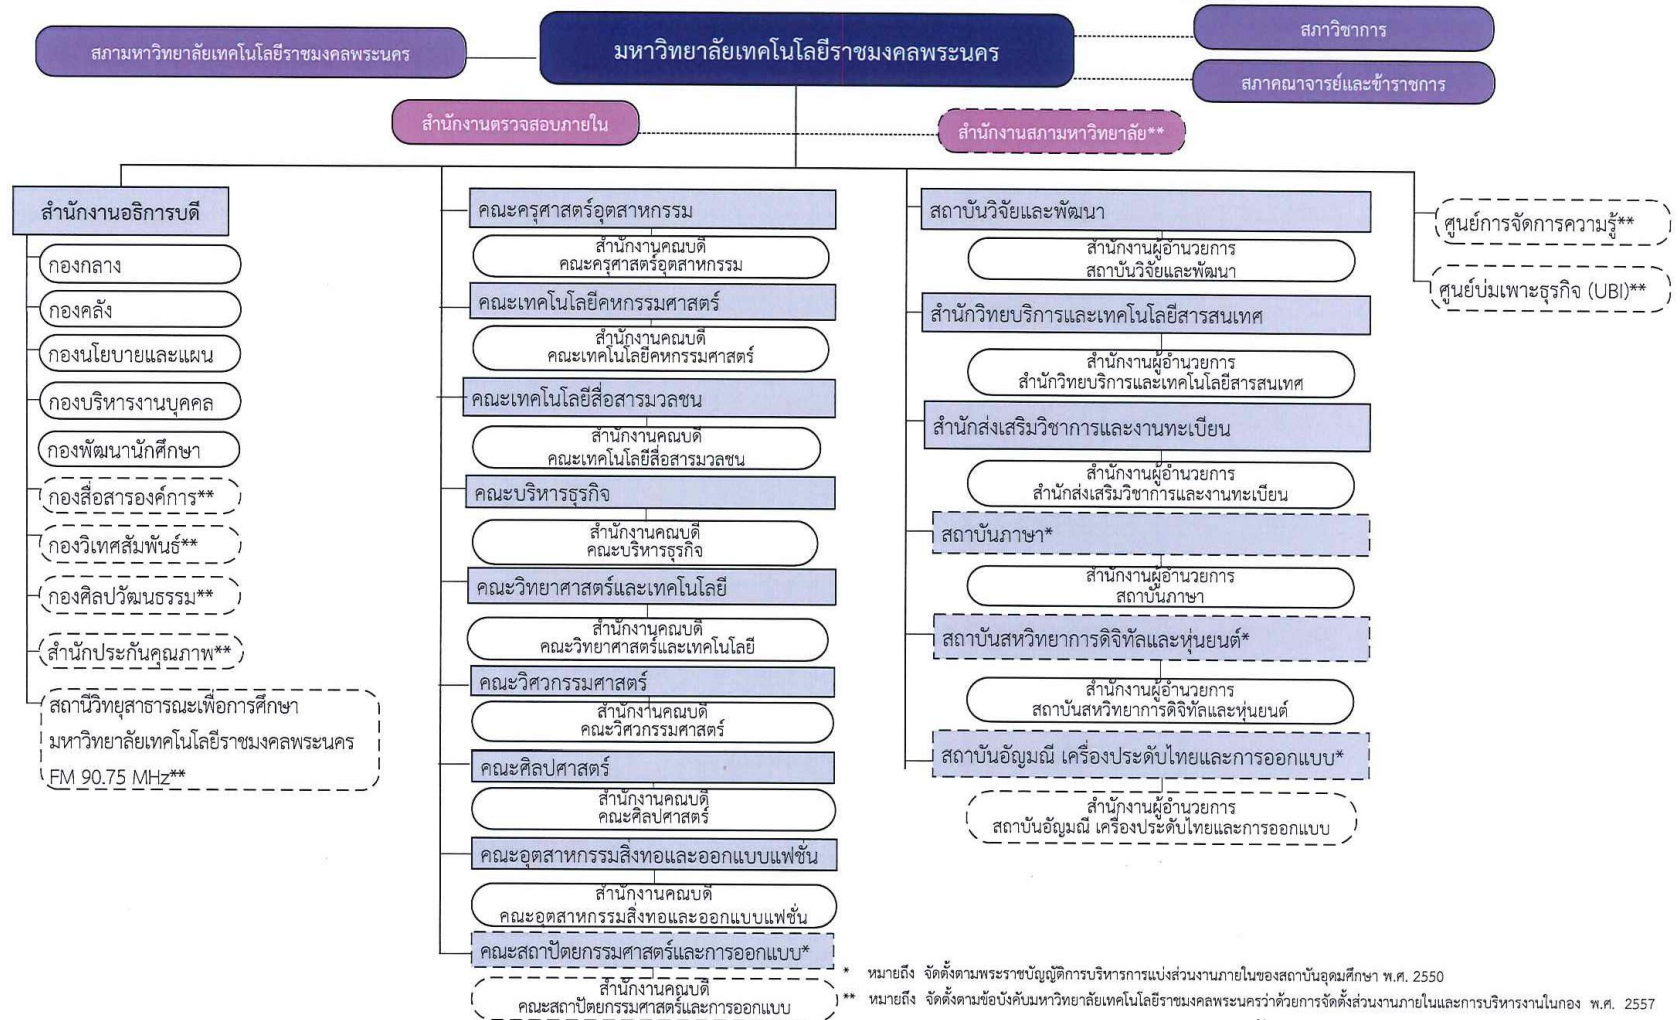 สภามหาวิทยาลัยเทคโนโลยีราชมงคลพระนคร
มหาวิทยาลัยเทคโนโลยีราชมงคลพระนคร
สภาวิชาการ
สภาคณาจารย์และข้าราชการ
สำนักงานตรวจสอบภายใน
สำนักงานสภามหาวิทยาลัย**
สำนักงานอธิการบดี
กองกลาง
กองคลัง
กองนโยบายและแผน
กองบริหารงานบุคคล
กองพัฒนานักศึกษา
กองสื่อสารองค์การ**
กองวิเทศสัมพันธ์**
กองศิลปวัฒนธรรม**
สำนักประกันคุณภาพ**
สถานีวิทยุสาธารณะเพื่อการศึกษา
มหาวิทยาลัยเทคโนโลยีราชมงคลพระนคร
FM 90.75 MHz**
คณะครุศาสตร์อุตสาหกรรม
สำนักงานคณบดี
คณะครุศาสตร์อุตสาหกรรม
คณะเทคโนโลยีคหกรรมศาสตร์
สำนักงานคณบดี
คณะเทคโนโลยีคหกรรมศาสตร์
คณะเทคโนโลยีสื่อสารมวลชน
สำนักงานคณบดี
คณะเทคโนโลยีสื่อสารมวลชน
คณะบริหารธุรกิจ
สำนักงานคณบดี
คณะบริหารธุรกิจ
คณะวิทยาศาสตร์และเทคโนโลยี
สำนักงานคณบดี
คณะวิทยาศาสตร์และเทคโนโลยี
คณะวิศวกรรมศาสตร์
สำนักงานคณบดี
คณะวิศวกรรมศาสตร์
คณะศิลปศาสตร์
สำนักงานคณบดี
คณะศิลปศาสตร์
คณะอุตสาหกรรมสิ่งทอและออกแบบแฟชั่น
สำนักงานคณบดี
คณะอุตสาหกรรมสิ่งทอและออกแบบแฟชั่น
คณะสถาปัตยกรรมศาสตร์และการออกแบบ*
สำนักงานคณบดี
คณะสถาปัตยกรรมศาสตร์และการออกแบบ
สถาบันวิจัยและพัฒนา
สำนักงานผู้อำนวยการ
สถาบันวิจัยและพัฒนา
สำนักวิทยบริการและเทคโนโลยีสารสนเทศ
สำนักงานผู้อำนวยการ
สำนักวิทยบริการและเทคโนโลยีสารสนเทศ
สำนักส่งเสริมวิชาการและงานทะเบียน
สำนักงานผู้อำนวยการ
สำนักส่งเสริมวิชาการและงานทะเบียน
สถาบันภาษา*
สำนักงานผู้อำนวยการ
สถาบันภาษา
สถาบันสหวิทยาการดิจิทัลและหุ่นยนต์*
สำนักงานผู้อำนวยการ
สถาบันสหวิทยาการดิจิทัลและหุ่นยนต์
สถาบันอัญมณี เครื่องประดับไทยและการออกแบบ*
สำนักงานผู้อำนวยการ
สถาบันอัญมณี เครื่องประดับไทยและการออกแบบ
ศูนย์การจัดการความรู้**
ศูนย์บ่มเพาะธุรกิจ (UBI)**
* หมายถึง จัดตั้งตามพระราชบัญญัติการบริหารการแบ่งส่วนงานภายในของสถาบันอุดมศึกษา พ.ศ. 2550
** หมายถึง จัดตั้งตามข้อบังคับมหาวิทยาลัยเทคโนโลยีราชมงคลพระนครว่าด้วยการจัดตั้งส่วนงานภายในและการบริหารงานในกอง พ.ศ. 2557